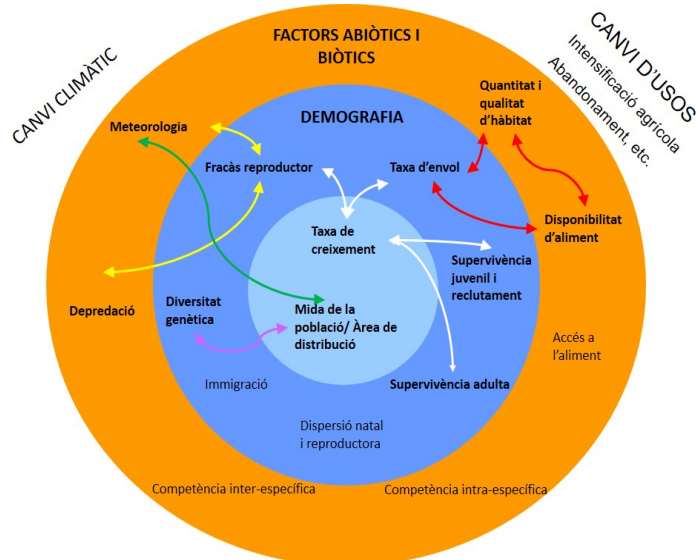 FACTORS ABIÒTICS I
BIÒTICS
CANVI CLIMÀTIC
CANVI D'USOS
Intensificació agrícola
Abandonament, etc.
Quantitat i
qualitat
d'hàbitat
Meteorologia
DEMOGRAFIA
Fracàs reproductor
Taxa d'envol
Disponibilitat
d'aliment
Taxa de
creixement
Supervivència
juvenil i
reclutament
Depredació
Diversitat
genètica
Mida de la
població/ Àrea de
distribució
Accés a
l'aliment
Immigració
Supervivència adulta
Dispersió natal
i reproductora
Competència inter-específica
Competència intra-específica